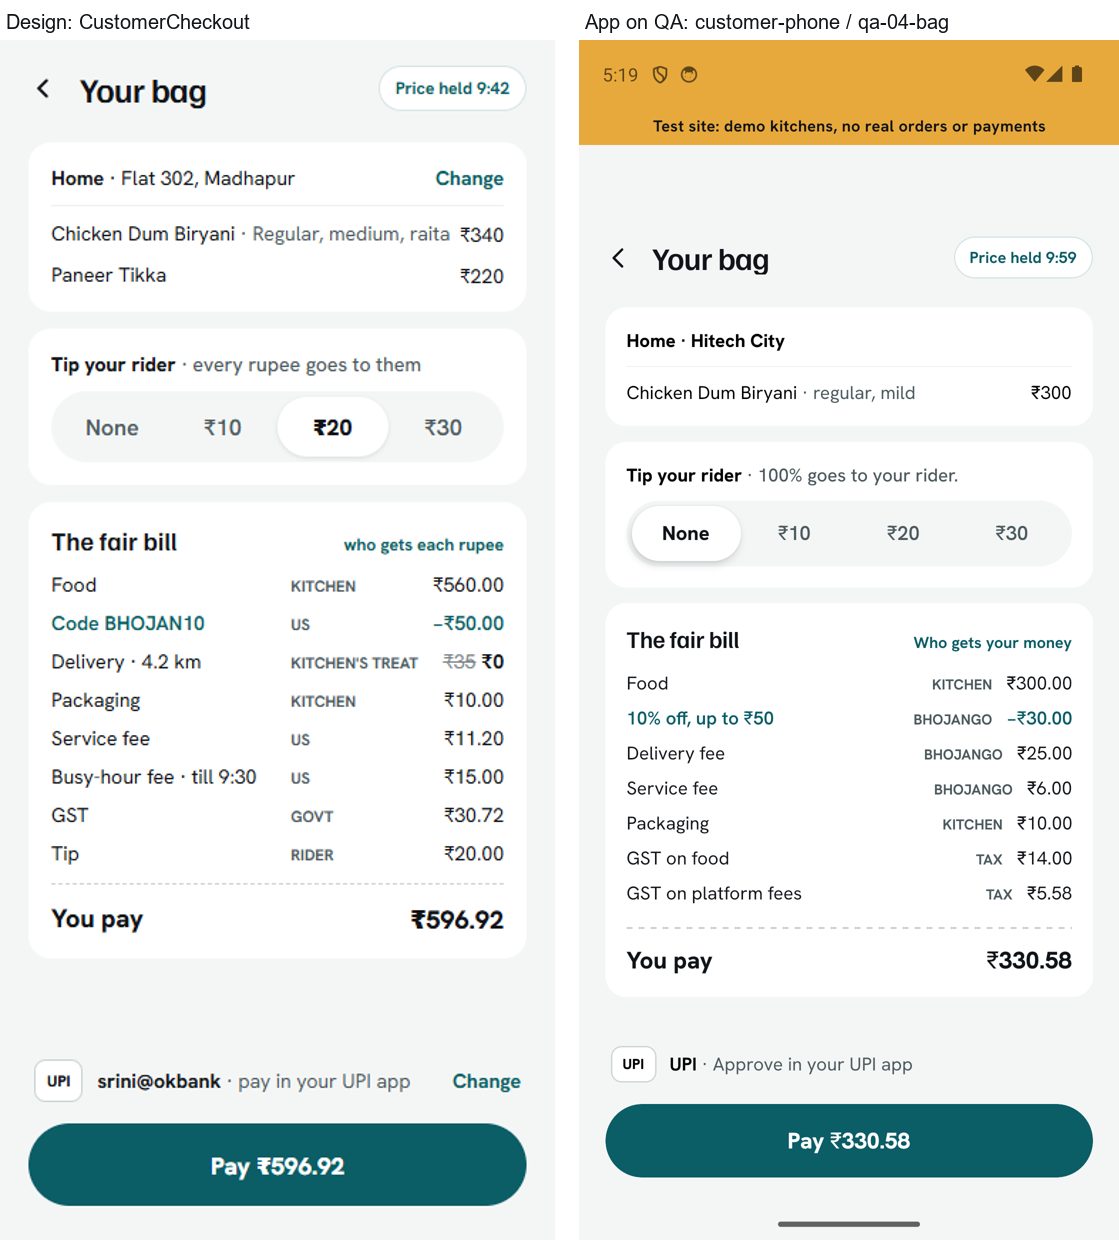 Design: CustomerCheckout
Your bag
Price held 9:42
Home · Flat 302, Madhapur
Change
Chicken Dum Biryani · Regular, medium, raita ₹340
Paneer Tikka ₹220
Tip your rider · every rupee goes to them
None ₹10 ₹20 ₹30
The fair bill who gets each rupee
Food KITCHEN ₹560.00
Code BHOJAN10 US −₹50.00
Delivery · 4.2 km KITCHEN'S TREAT ₹35 ₹0
Packaging KITCHEN ₹10.00
Service fee US ₹11.20
Busy-hour fee · till 9:30 US ₹15.00
GST GOVT ₹30.72
Tip RIDER ₹20.00
You pay ₹596.92
UPI srini@okbank · pay in your UPI app Change
Pay ₹596.92
App on QA: customer-phone / qa-04-bag
5:19
Test site: demo kitchens, no real orders or payments
Your bag
Price held 9:59
Home · Hitech City
Chicken Dum Biryani · regular, mild ₹300
Tip your rider · 100% goes to your rider.
None ₹10 ₹20 ₹30
The fair bill Who gets your money
Food KITCHEN ₹300.00
10% off, up to ₹50 BHOJANGO −₹30.00
Delivery fee BHOJANGO ₹25.00
Service fee BHOJANGO ₹6.00
Packaging KITCHEN ₹10.00
GST on food TAX ₹14.00
GST on platform fees TAX ₹5.58
You pay ₹330.58
UPI UPI · Approve in your UPI app
Pay ₹330.58